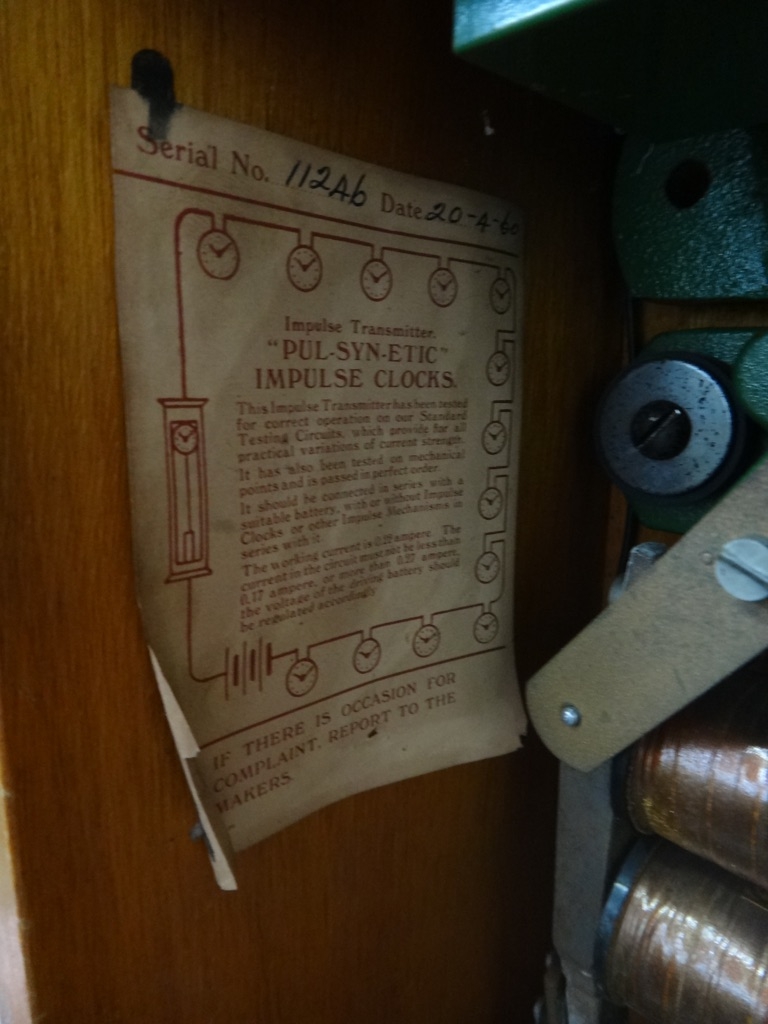 Serial No. 112Ab Date 20-4-60
Impulse Transmitter.
"PUL-SYN-ETIC"
IMPULSE CLOCKS.
This Impulse Transmitter has been tested
for correct operation on our Standard
Testing Circuits, which provide for all
practical variations of current strength.
It has also been tested on mechanical
points and is passed in perfect order.
It should be connected in series with a
suitable battery, with or without Impulse
Clocks or other Impulse Mechanisms in
series with it.
The working current is 0.22 ampere. The
current in the circuit must not be less than
0.17 ampere, or more than 0.27 ampere,
the voltage of the driving battery should
be regulated accordingly.
IF THERE IS OCCASION FOR
COMPLAINT, REPORT TO THE
MAKERS.